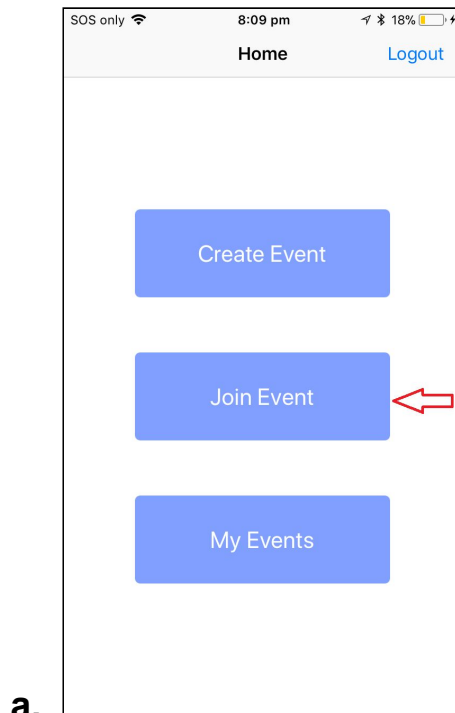 SOS only 8:09 pm 18%
Home Logout
Create Event
Join Event
My Events
a.